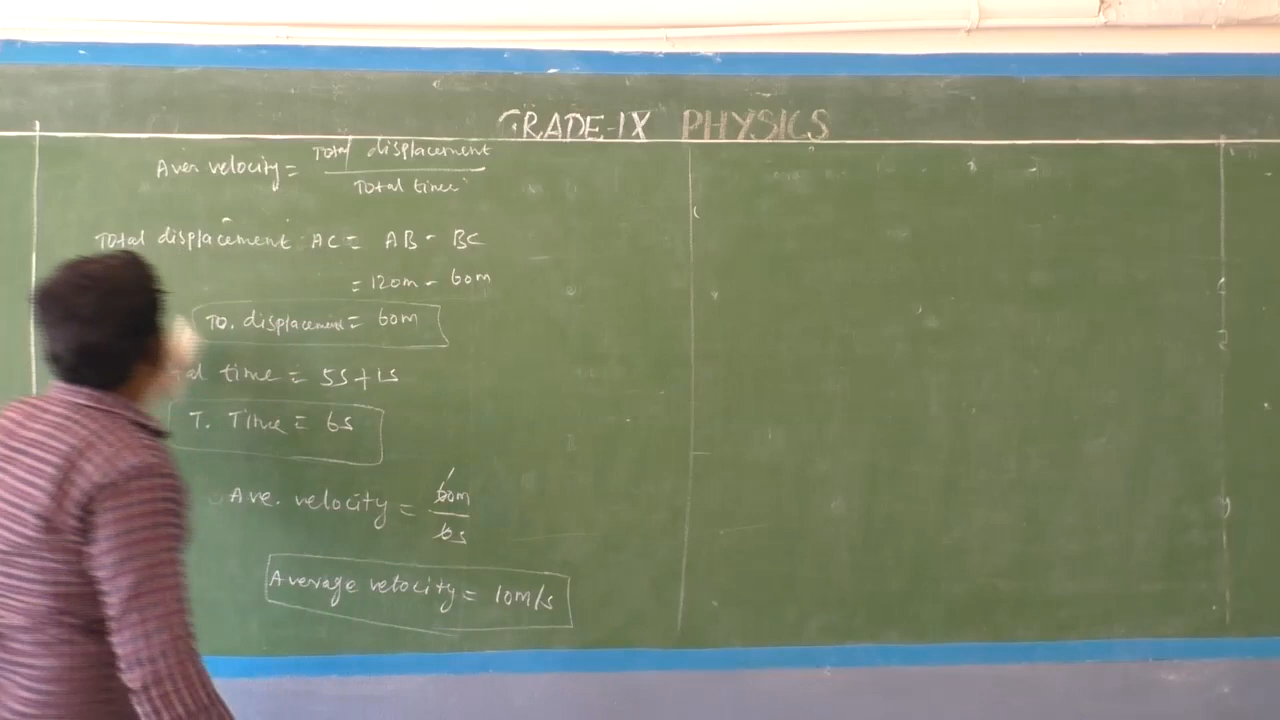 GRADE-IX PHYSICS
Aver velocity = Total displacement
Total time
Total displacement AC = AB - BC
= 120m - 60m
To. displacement = 60m
time = 5s + 1s
T. Time = 6s
Ave. velocity = 60m
6s
Average velocity = 10m/s